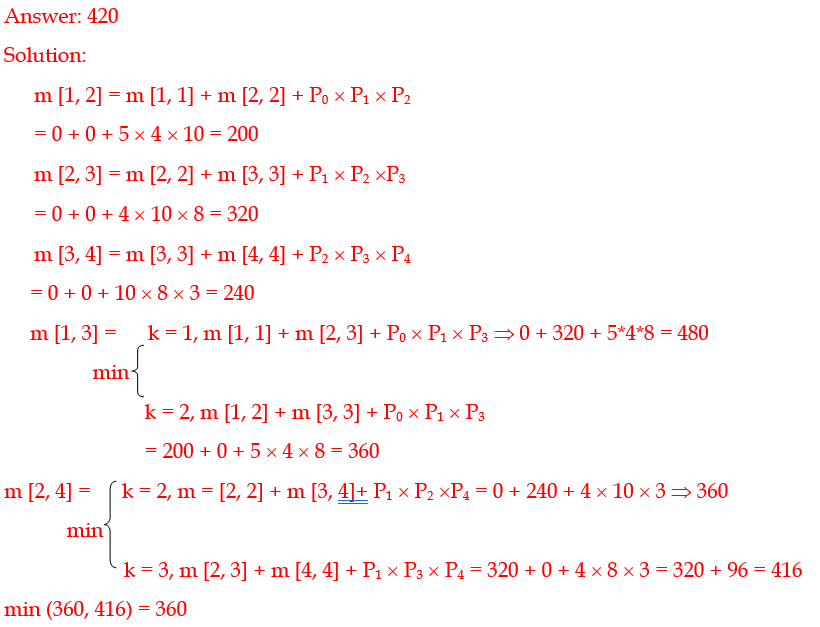 Answer: 420
Solution:
m [1, 2] = m [1, 1] + m [2, 2] + P₀ × P₁ × P₂
= 0 + 0 + 5 × 4 × 10 = 200
m [2, 3] = m [2, 2] + m [3, 3] + P₁ × P₂ ×P₃
= 0 + 0 + 4 × 10 × 8 = 320
m [3, 4] = m [3, 3] + m [4, 4] + P₂ × P₃ × P₄
= 0 + 0 + 10 × 8 × 3 = 240
m [1, 3] = k = 1, m [1, 1] + m [2, 3] + P₀ × P₁ × P₃ ⇒ 0 + 320 + 5*4*8 = 480
min
k = 2, m [1, 2] + m [3, 3] + P₀ × P₁ × P₃
= 200 + 0 + 5 × 4 × 8 = 360
m [2, 4] = k = 2, m = [2, 2] + m [3, 4]+ P₁ × P₂ ×P₄ = 0 + 240 + 4 × 10 × 3 ⇒ 360
min
k = 3, m [2, 3] + m [4, 4] + P₁ × P₃ × P₄ = 320 + 0 + 4 × 8 × 3 = 320 + 96 = 416
min (360, 416) = 360